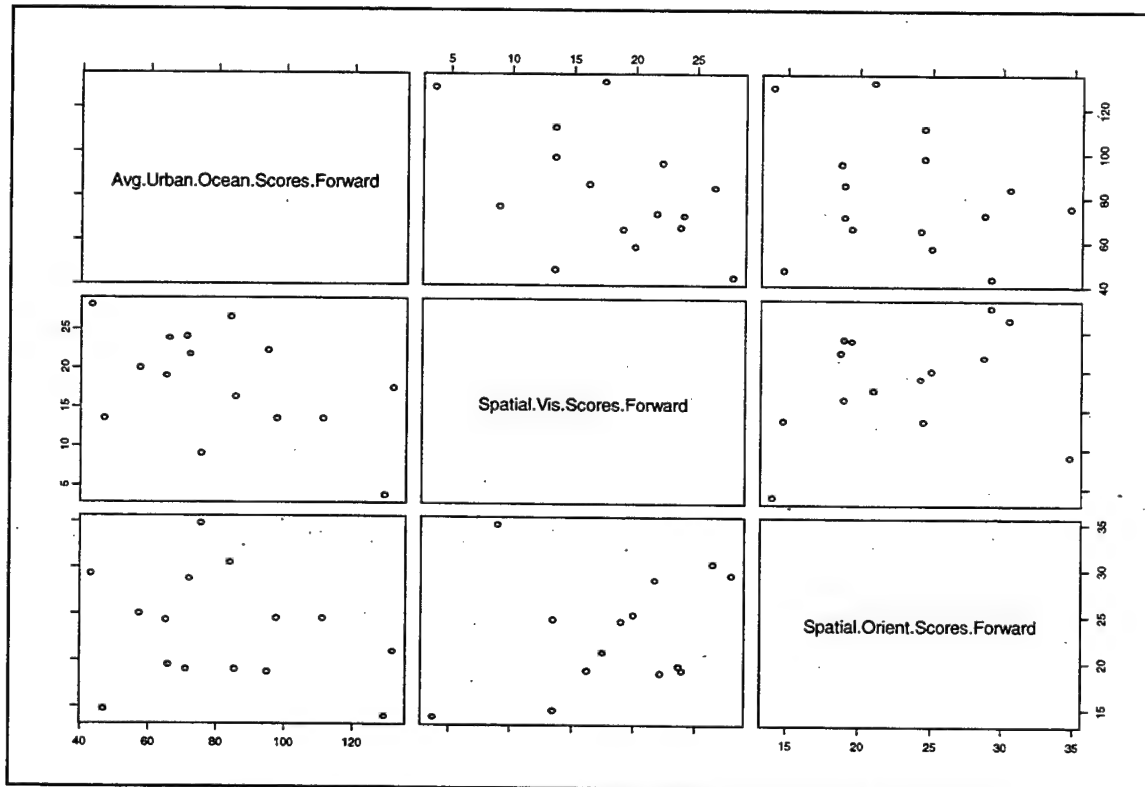 5 10 15 20 25
Avg.Urban.Ocean.Scores.Forward
40 60 80 100 120
5 10 15 20 25
Spatial.Vis.Scores.Forward
Spatial.Orient.Scores.Forward
15 20 25 30 35
40 60 80 100 120
15 20 25 30 35